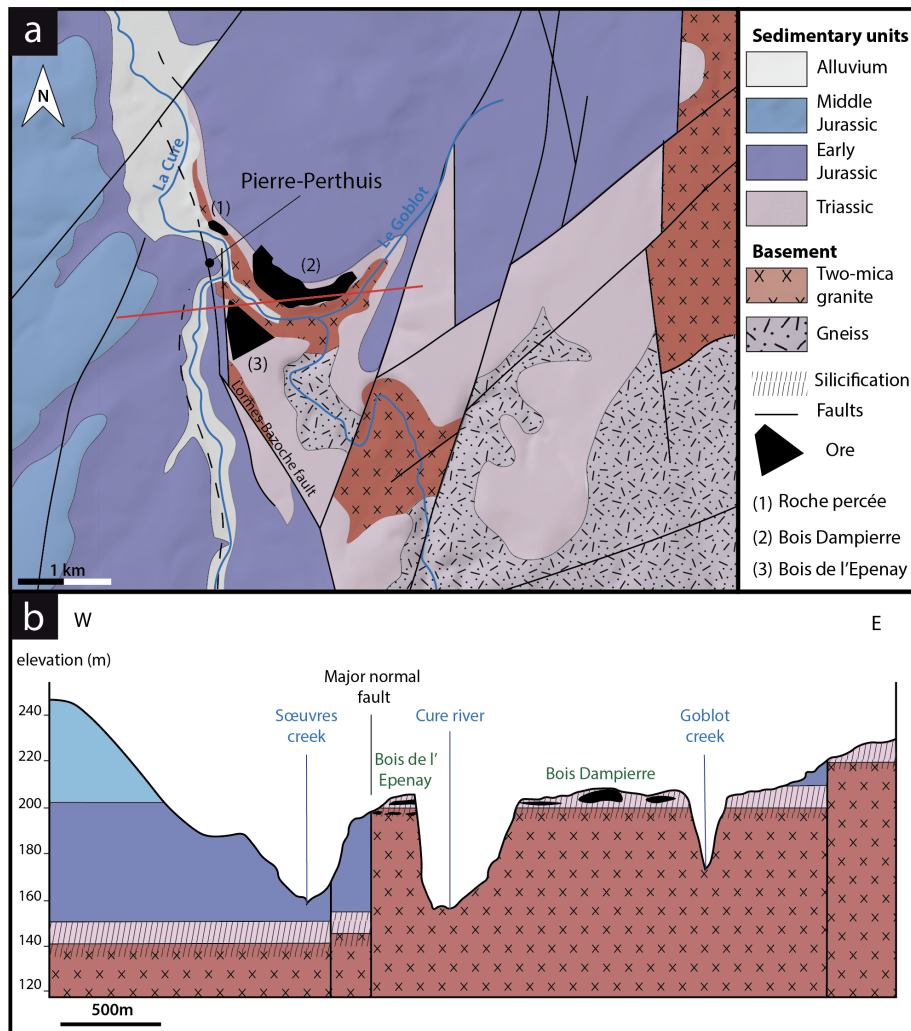 a
N
La Cure
Pierre-Perthuis
Le Goblot
(1)
(2)
(3)
Lormes Bazoche fault
1 km
Sedimentary units
Alluvium
Middle
Jurassic
Early
Jurassic
Triassic
Basement
Two-mica
granite
Gneiss
Silicification
Faults
Ore
(1) Roche percée
(2) Bois Dampierre
(3) Bois de l'Epenay
b
W
E
elevation (m)
Major normal
fault
Sœuvres
creek
Cure river
Goblot
creek
Bois de l'
Epenay
Bois Dampierre
240
220
200
180
160
140
120
500m